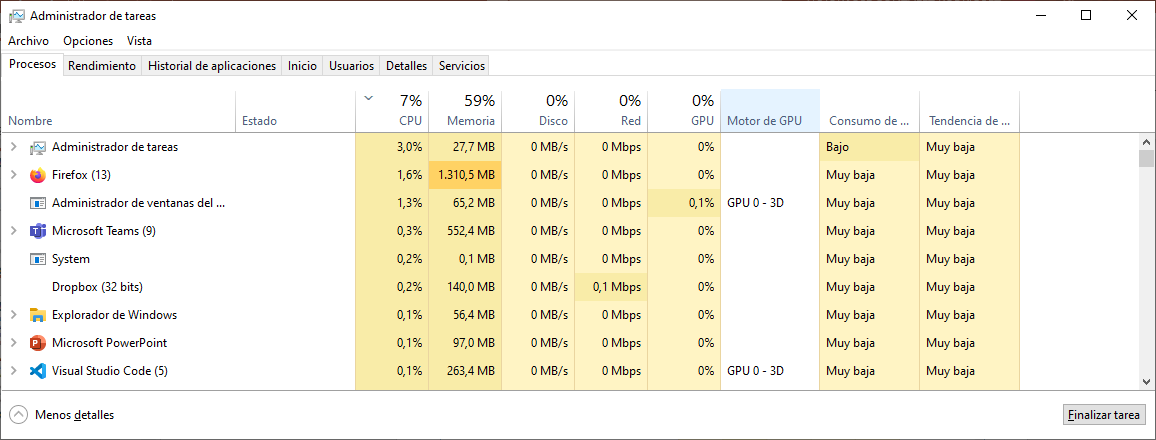 Administrador de tareas
Archivo Opciones Vista
Procesos Rendimiento Historial de aplicaciones Inicio Usuarios Detalles Servicios
7% 59% 0% 0% 0%
Nombre Estado CPU Memoria Disco Red GPU Motor de GPU Consumo de ... Tendencia de ...
Administrador de tareas 3,0% 27,7 MB 0 MB/s 0 Mbps 0% Bajo Muy baja
Firefox (13) 1,6% 1.310,5 MB 0 MB/s 0 Mbps 0% Muy baja Muy baja
Administrador de ventanas del ... 1,3% 65,2 MB 0 MB/s 0 Mbps 0,1% GPU 0 - 3D Muy baja Muy baja
Microsoft Teams (9) 0,3% 552,4 MB 0 MB/s 0 Mbps 0% Muy baja Muy baja
System 0,2% 0,1 MB 0 MB/s 0 Mbps 0% Muy baja Muy baja
Dropbox (32 bits) 0,2% 140,0 MB 0 MB/s 0,1 Mbps 0% Muy baja Muy baja
Explorador de Windows 0,1% 56,4 MB 0 MB/s 0 Mbps 0% Muy baja Muy baja
Microsoft PowerPoint 0,1% 97,0 MB 0 MB/s 0 Mbps 0% Muy baja Muy baja
Visual Studio Code (5) 0,1% 263,4 MB 0 MB/s 0 Mbps 0% GPU 0 - 3D Muy baja Muy baja
Menos detalles Finalizar tarea